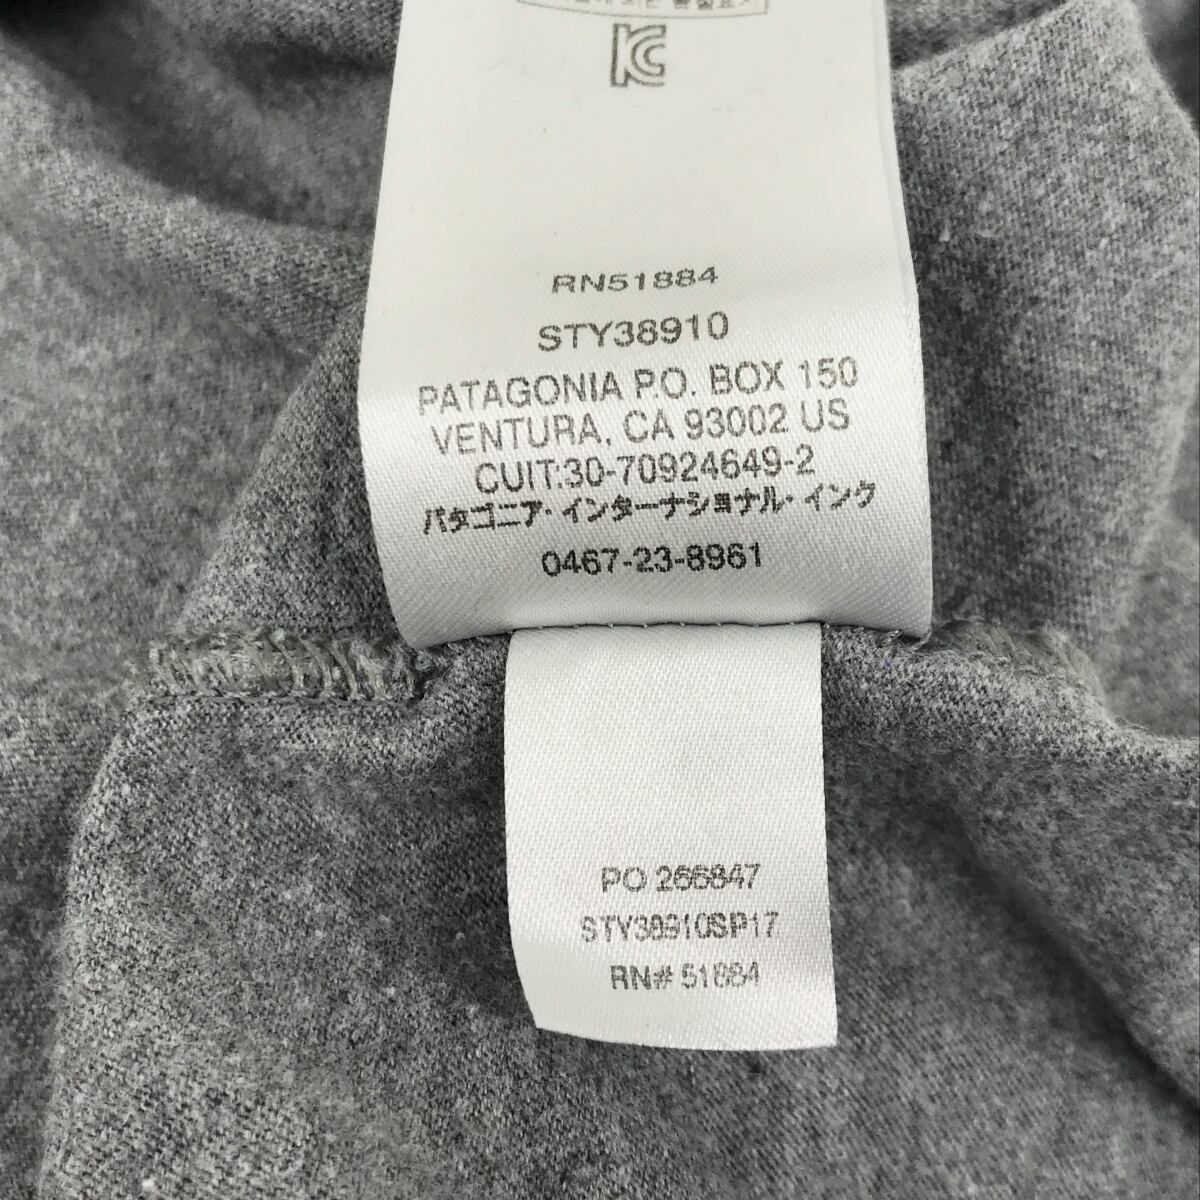 KC
RN51884
STY38910
PATAGONIA P.O. BOX 150
VENTURA, CA 93002 US
CUIT:30-70924649-2
パタゴニア・インターナショナル・インク
0467-23-8961
PO 266847
STY38910SP17
RN# 51884